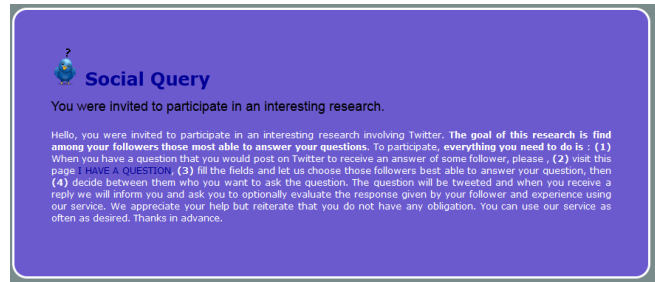 ?
Social Query
You were invited to participate in an interesting research.
Hello, you were invited to participate in an interesting research involving Twitter. The goal of this research is find
among your followers those most able to answer your questions. To participate, everything you need to do is : (1)
When you have a question that you would post on Twitter to receive an answer of some follower, please , (2) visit this
page I HAVE A QUESTION, (3) fill the fields and let us choose those followers best able to answer your question, then
(4) decide between them who you want to ask the question. The question will be tweeted and when you receive a
reply we will inform you and ask you to optionally evaluate the response given by your follower and experience using
our service. We appreciate your help but reiterate that you do not have any obligation. You can use our service as
often as desired. Thanks in advance.